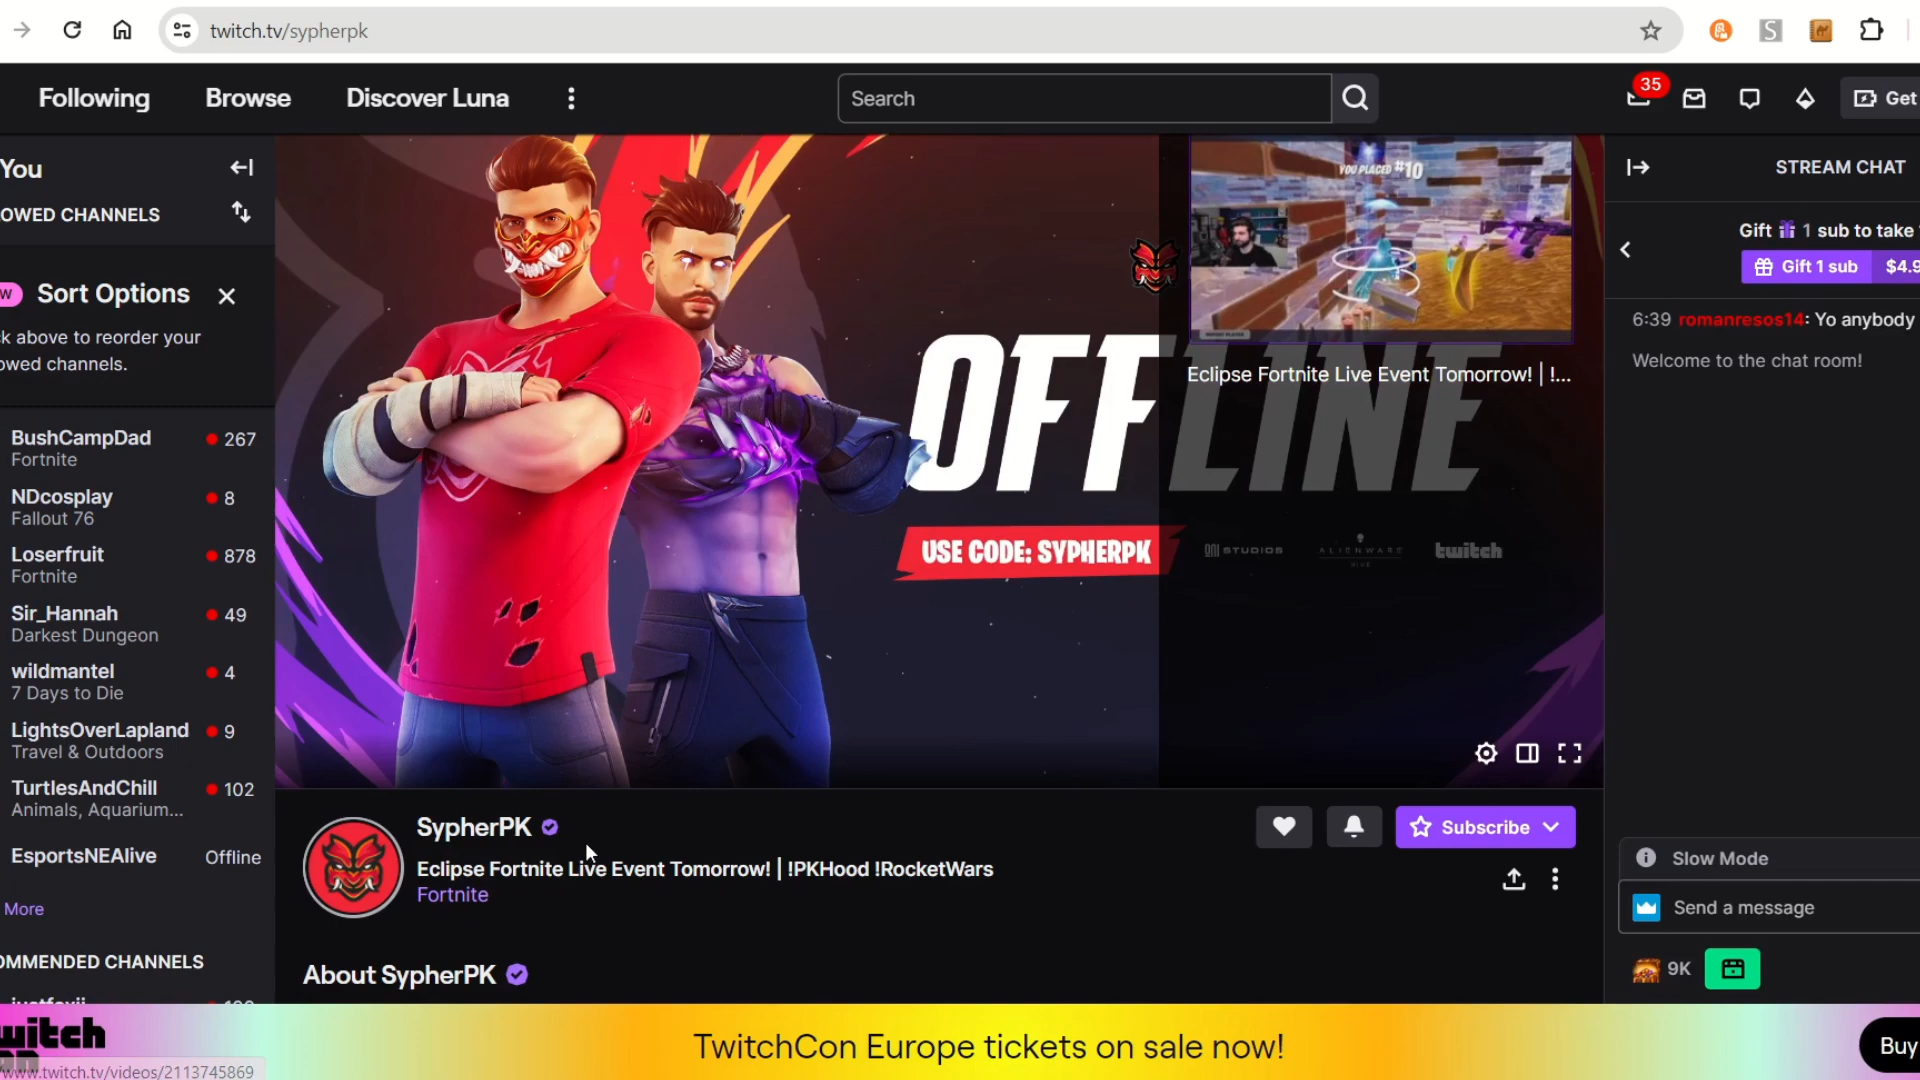 twitch.tv/sypherpk
Following
Browse
Discover Luna
Search
35
Get
You
OWED CHANNELS
W
Sort Options
k above to reorder your
owed channels.
BushCampDad
267
Fortnite
NDcosplay
8
Fallout 76
Loserfruit
878
Fortnite
Sir_Hannah
49
Darkest Dungeon
wildmantel
4
7 Days to Die
LightsOverLapland
9
Travel & Outdoors
TurtlesAndChill
102
Animals, Aquarium...
EsportsNEAlive
Offline
More
OMMENDED CHANNELS
YOU PLACED #10
Eclipse Fortnite Live Event Tomorrow! | !...
OFFLINE
USE CODE: SYPHERPK
ONI STUDIOS
ALIENWARE
HIVE
twitch
SypherPK
Eclipse Fortnite Live Event Tomorrow! | !PKHood !RocketWars
Fortnite
Subscribe
About SypherPK
STREAM CHAT
Gift 1 sub to take
Gift 1 sub
$4.9
6:39 romanresos14: Yo anybody
Welcome to the chat room!
Slow Mode
Send a message
9K
witch
TwitchCon Europe tickets on sale now!
Buy
www.twitch.tv/videos/2113745869